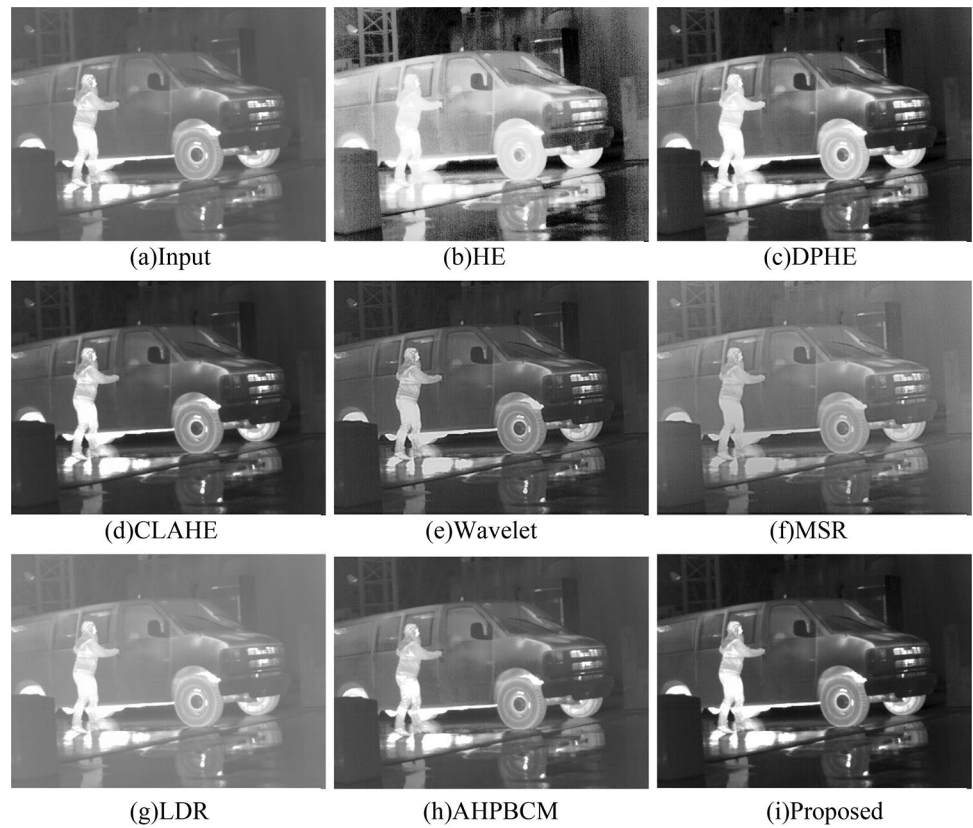 (a)Input
(b)HE
(c)DPHE
(d)CLAHE
(e)Wavelet
(f)MSR
(g)LDR
(h)AHPBCM
(i)Proposed